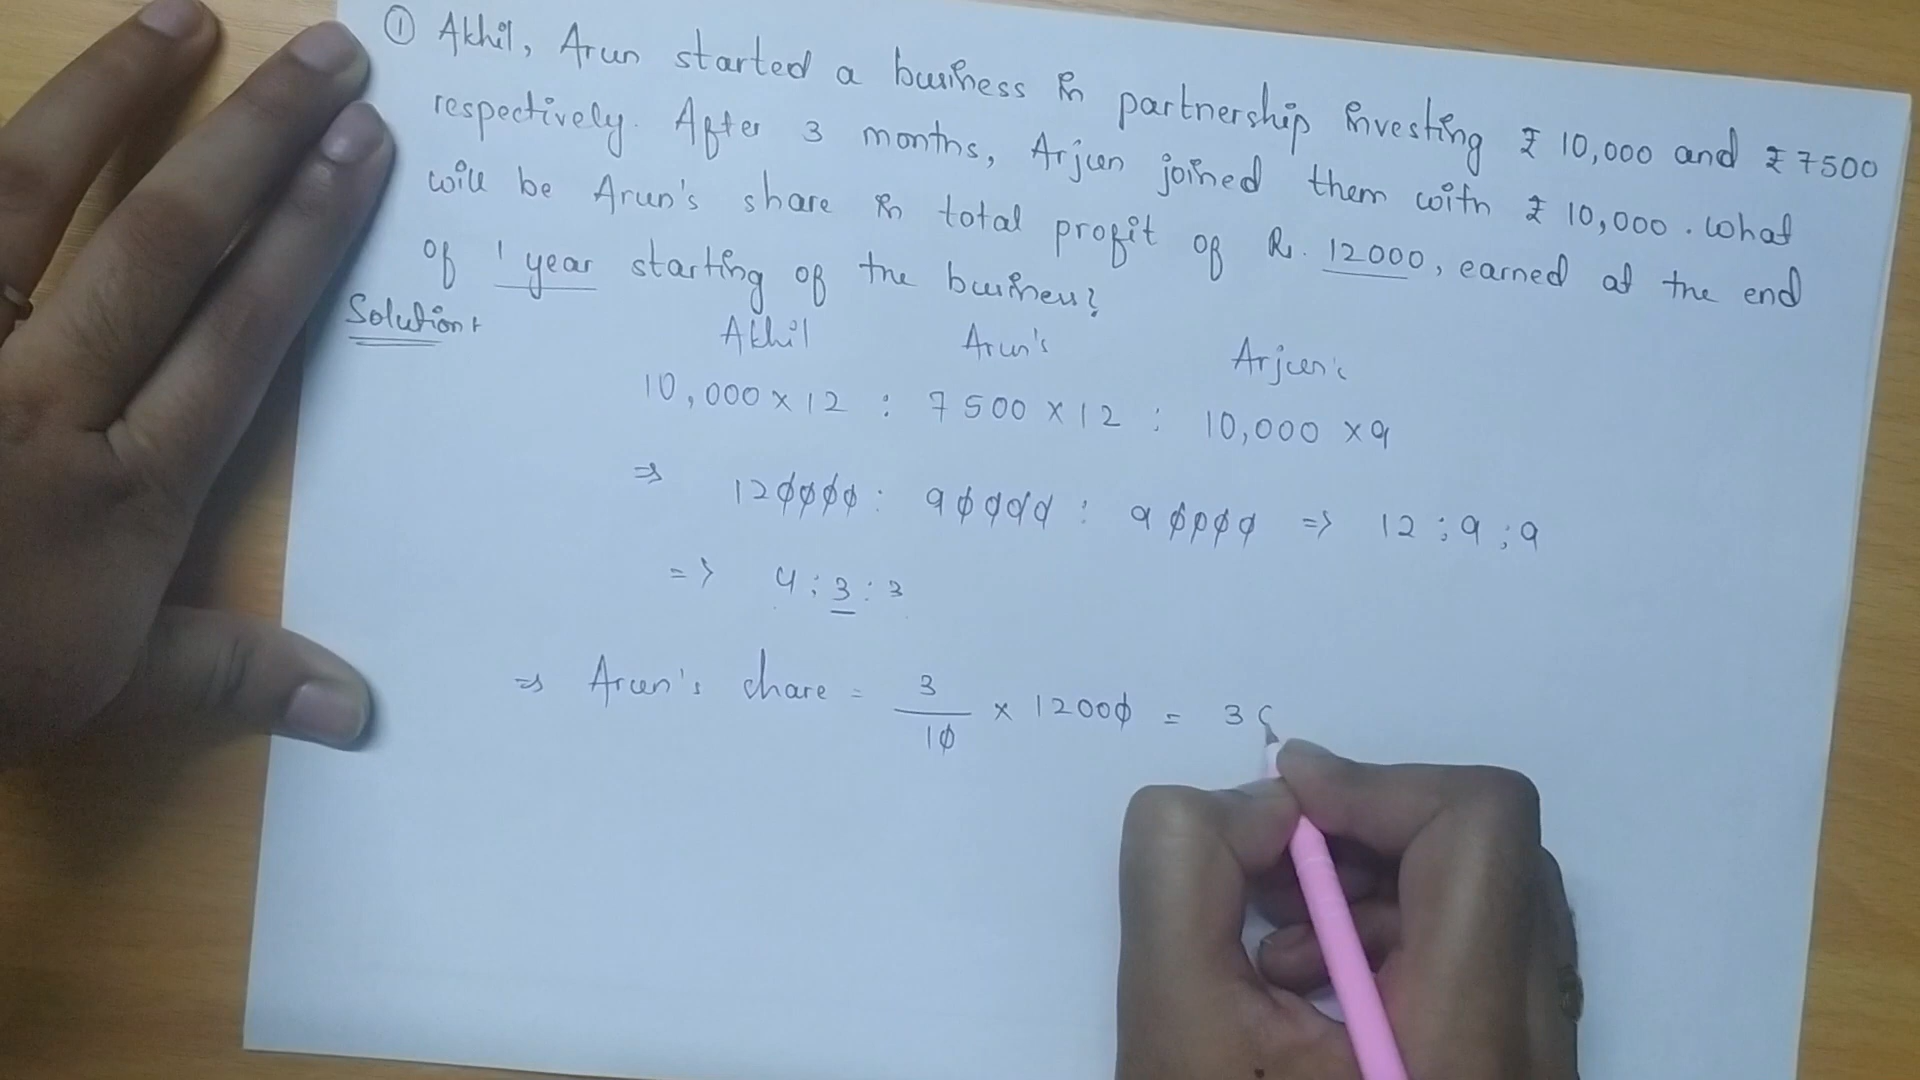 ① Akhil, Arun started a business in partnership investing ₹ 10,000 and ₹ 7500
respectively. After 3 months, Arjun joined them with ₹ 10,000. What
will be Arun's share in total profit of Rs. 12000, earned at the end
of 1 year starting of the business?
Solution:
Akhil Arun's Arjun's
10,000 × 12 : 7500 × 12 : 10,000 × 9
⇒ 120000 : 90000 : 90000 ⇒ 12 : 9 : 9
=> 4 : 3 : 3
⇒ Arun's share = 3/10 × 12000 = 3